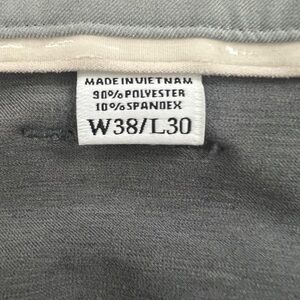 MADE IN VIETNAM
90% POLYESTER
10% SPANDEX
W38/L30